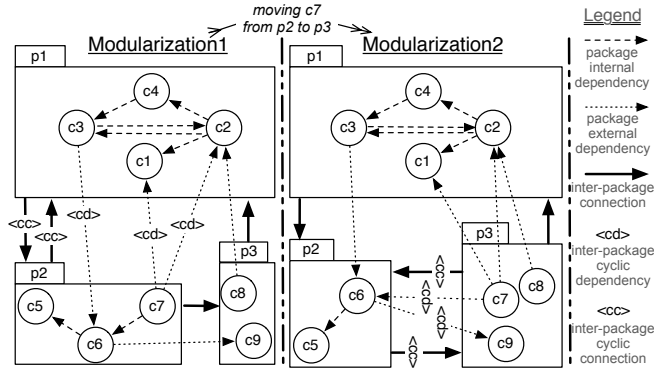 moving c7
from p2 to p3
Modularization1
p1
c4
c3
c2
c1
<cc>
<cc>
<cd>
<cd>
<cd>
p2
p3
c5
c7
c8
c6
c9
Modularization2
p1
c4
c3
c2
c1
p2
p3
<cc>
c6
<cd>
c7
c8
<cd>
c5
c9
<cc>
Legend
package
internal
dependency
package
external
dependency
inter-package
connection
<cd>
inter-package
cyclic
dependency
<cc>
inter-package
cyclic
connection